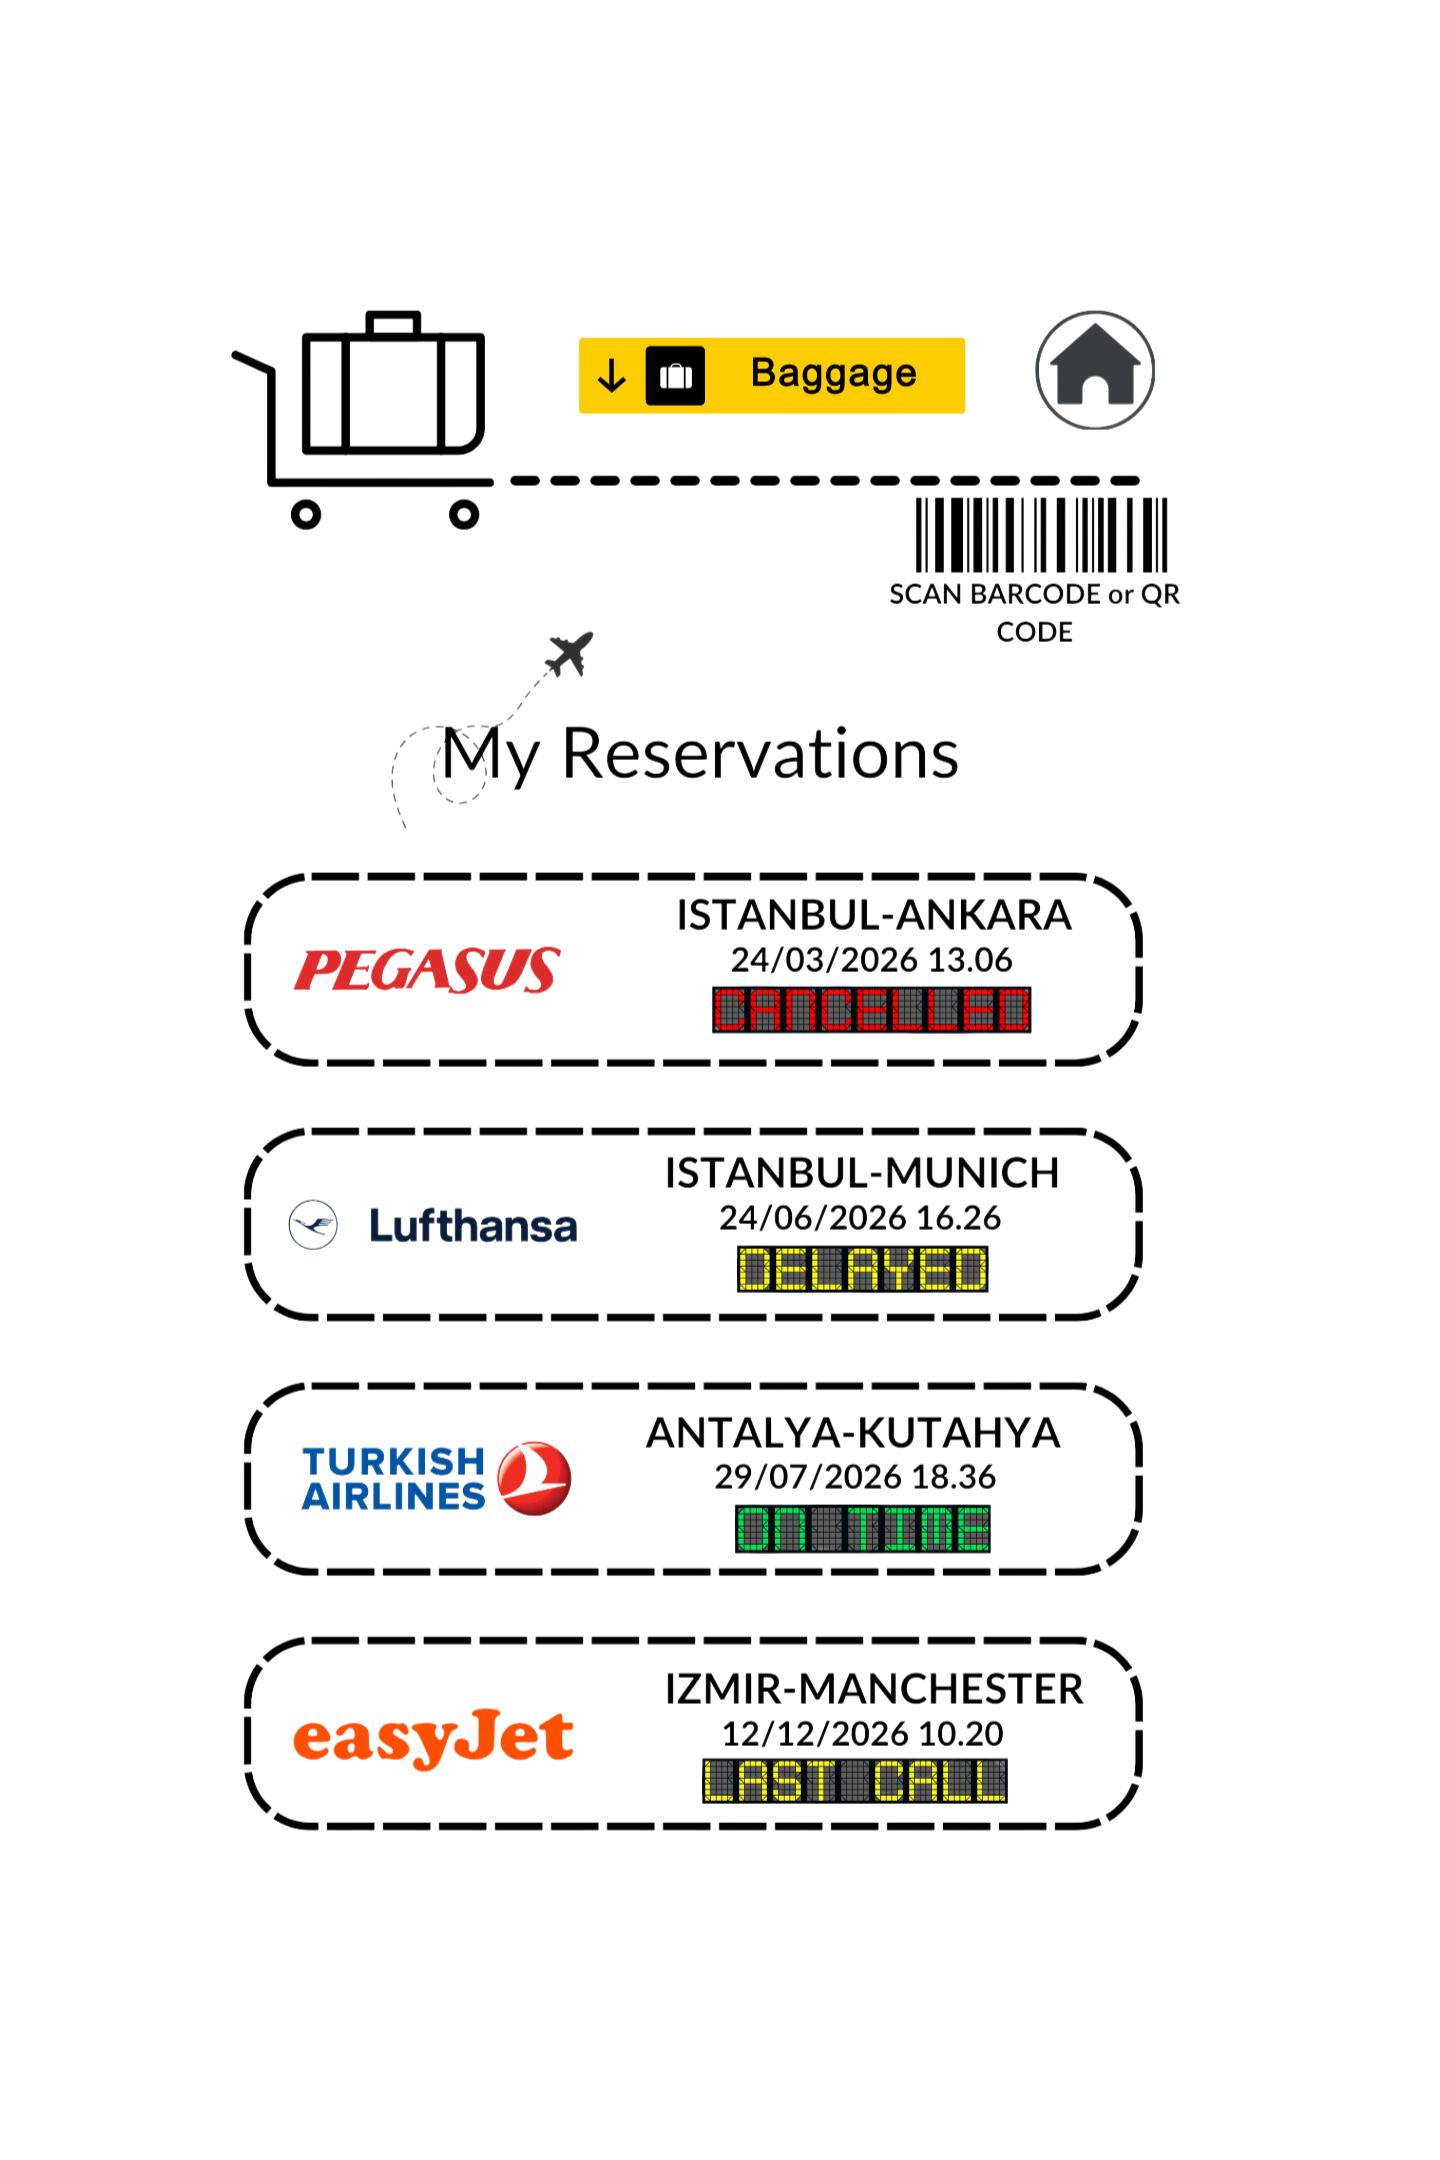 Baggage
SCAN BARCODE or QR
CODE
My Reservations
PEGASUS
ISTANBUL-ANKARA
24/03/2026 13.06
CANCELLED
Lufthansa
ISTANBUL-MUNICH
24/06/2026 16.26
DELAYED
TURKISH
AIRLINES
ANTALYA-KUTAHYA
29/07/2026 18.36
ON TIME
easyJet
IZMIR-MANCHESTER
12/12/2026 10.20
LAST CALL